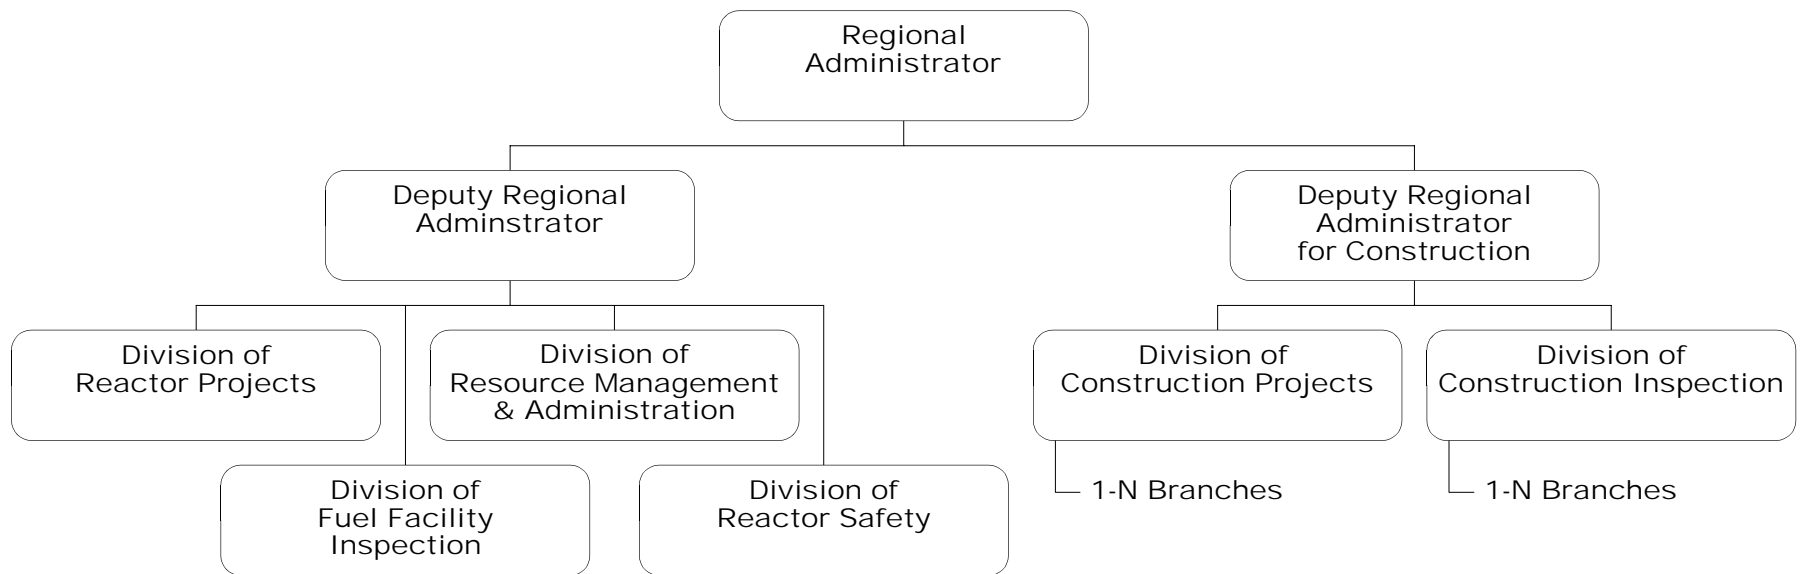 Regional
Administrator
Deputy Regional
Adminstrator
Deputy Regional
Administrator
for Construction
Division of
Reactor Projects
Division of
Resource Management
& Administration
Division of
Construction Projects
Division of
Construction Inspection
Division of
Fuel Facility
Inspection
Division of
Reactor Safety
1-N Branches
1-N Branches